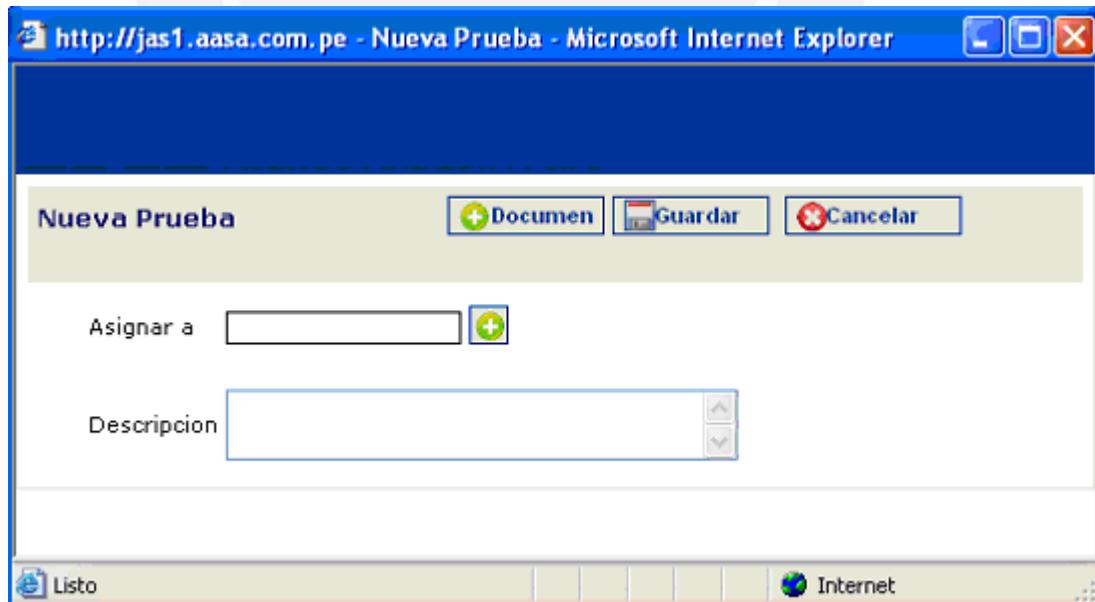 http://jas1.aasa.com.pe - Nueva Prueba - Microsoft Internet Explorer
Nueva Prueba
Documen
Guardar
Cancelar
Asignar a
Descripcion
Listo
Internet